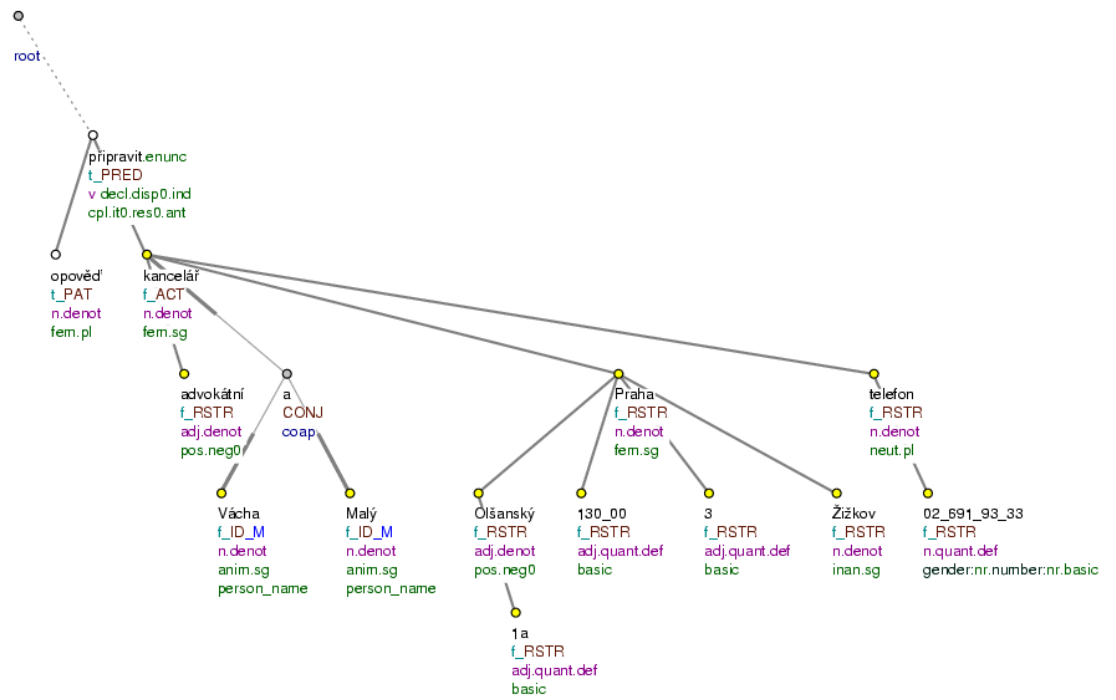 root
připravit.enunc
t_PRED
v decl.disp0.ind
cpl.it0.res0.ant
opověď
t_PAT
n.denot
fem.pl
kancelář
f_ACT
n.denot
fem.sg
advokátní
f_RSTR
adj.denot
pos.neg0
a
CONJ
coap
Praha
f_RSTR
n.denot
fem.sg
telefon
f_RSTR
n.denot
neut.pl
Vácha
f_ID_M
n.denot
anim.sg
person_name
Malý
f_ID_M
n.denot
anim.sg
person_name
Olšanský
f_RSTR
adj.denot
pos.neg0
130_00
f_RSTR
adj.quant.def
basic
3
f_RSTR
adj.quant.def
basic
Žižkov
f_RSTR
n.denot
inan.sg
02_691_93_33
f_RSTR
n.quant.def
gender:nr.number:nr.basic
1a
f_RSTR
adj.quant.def
basic